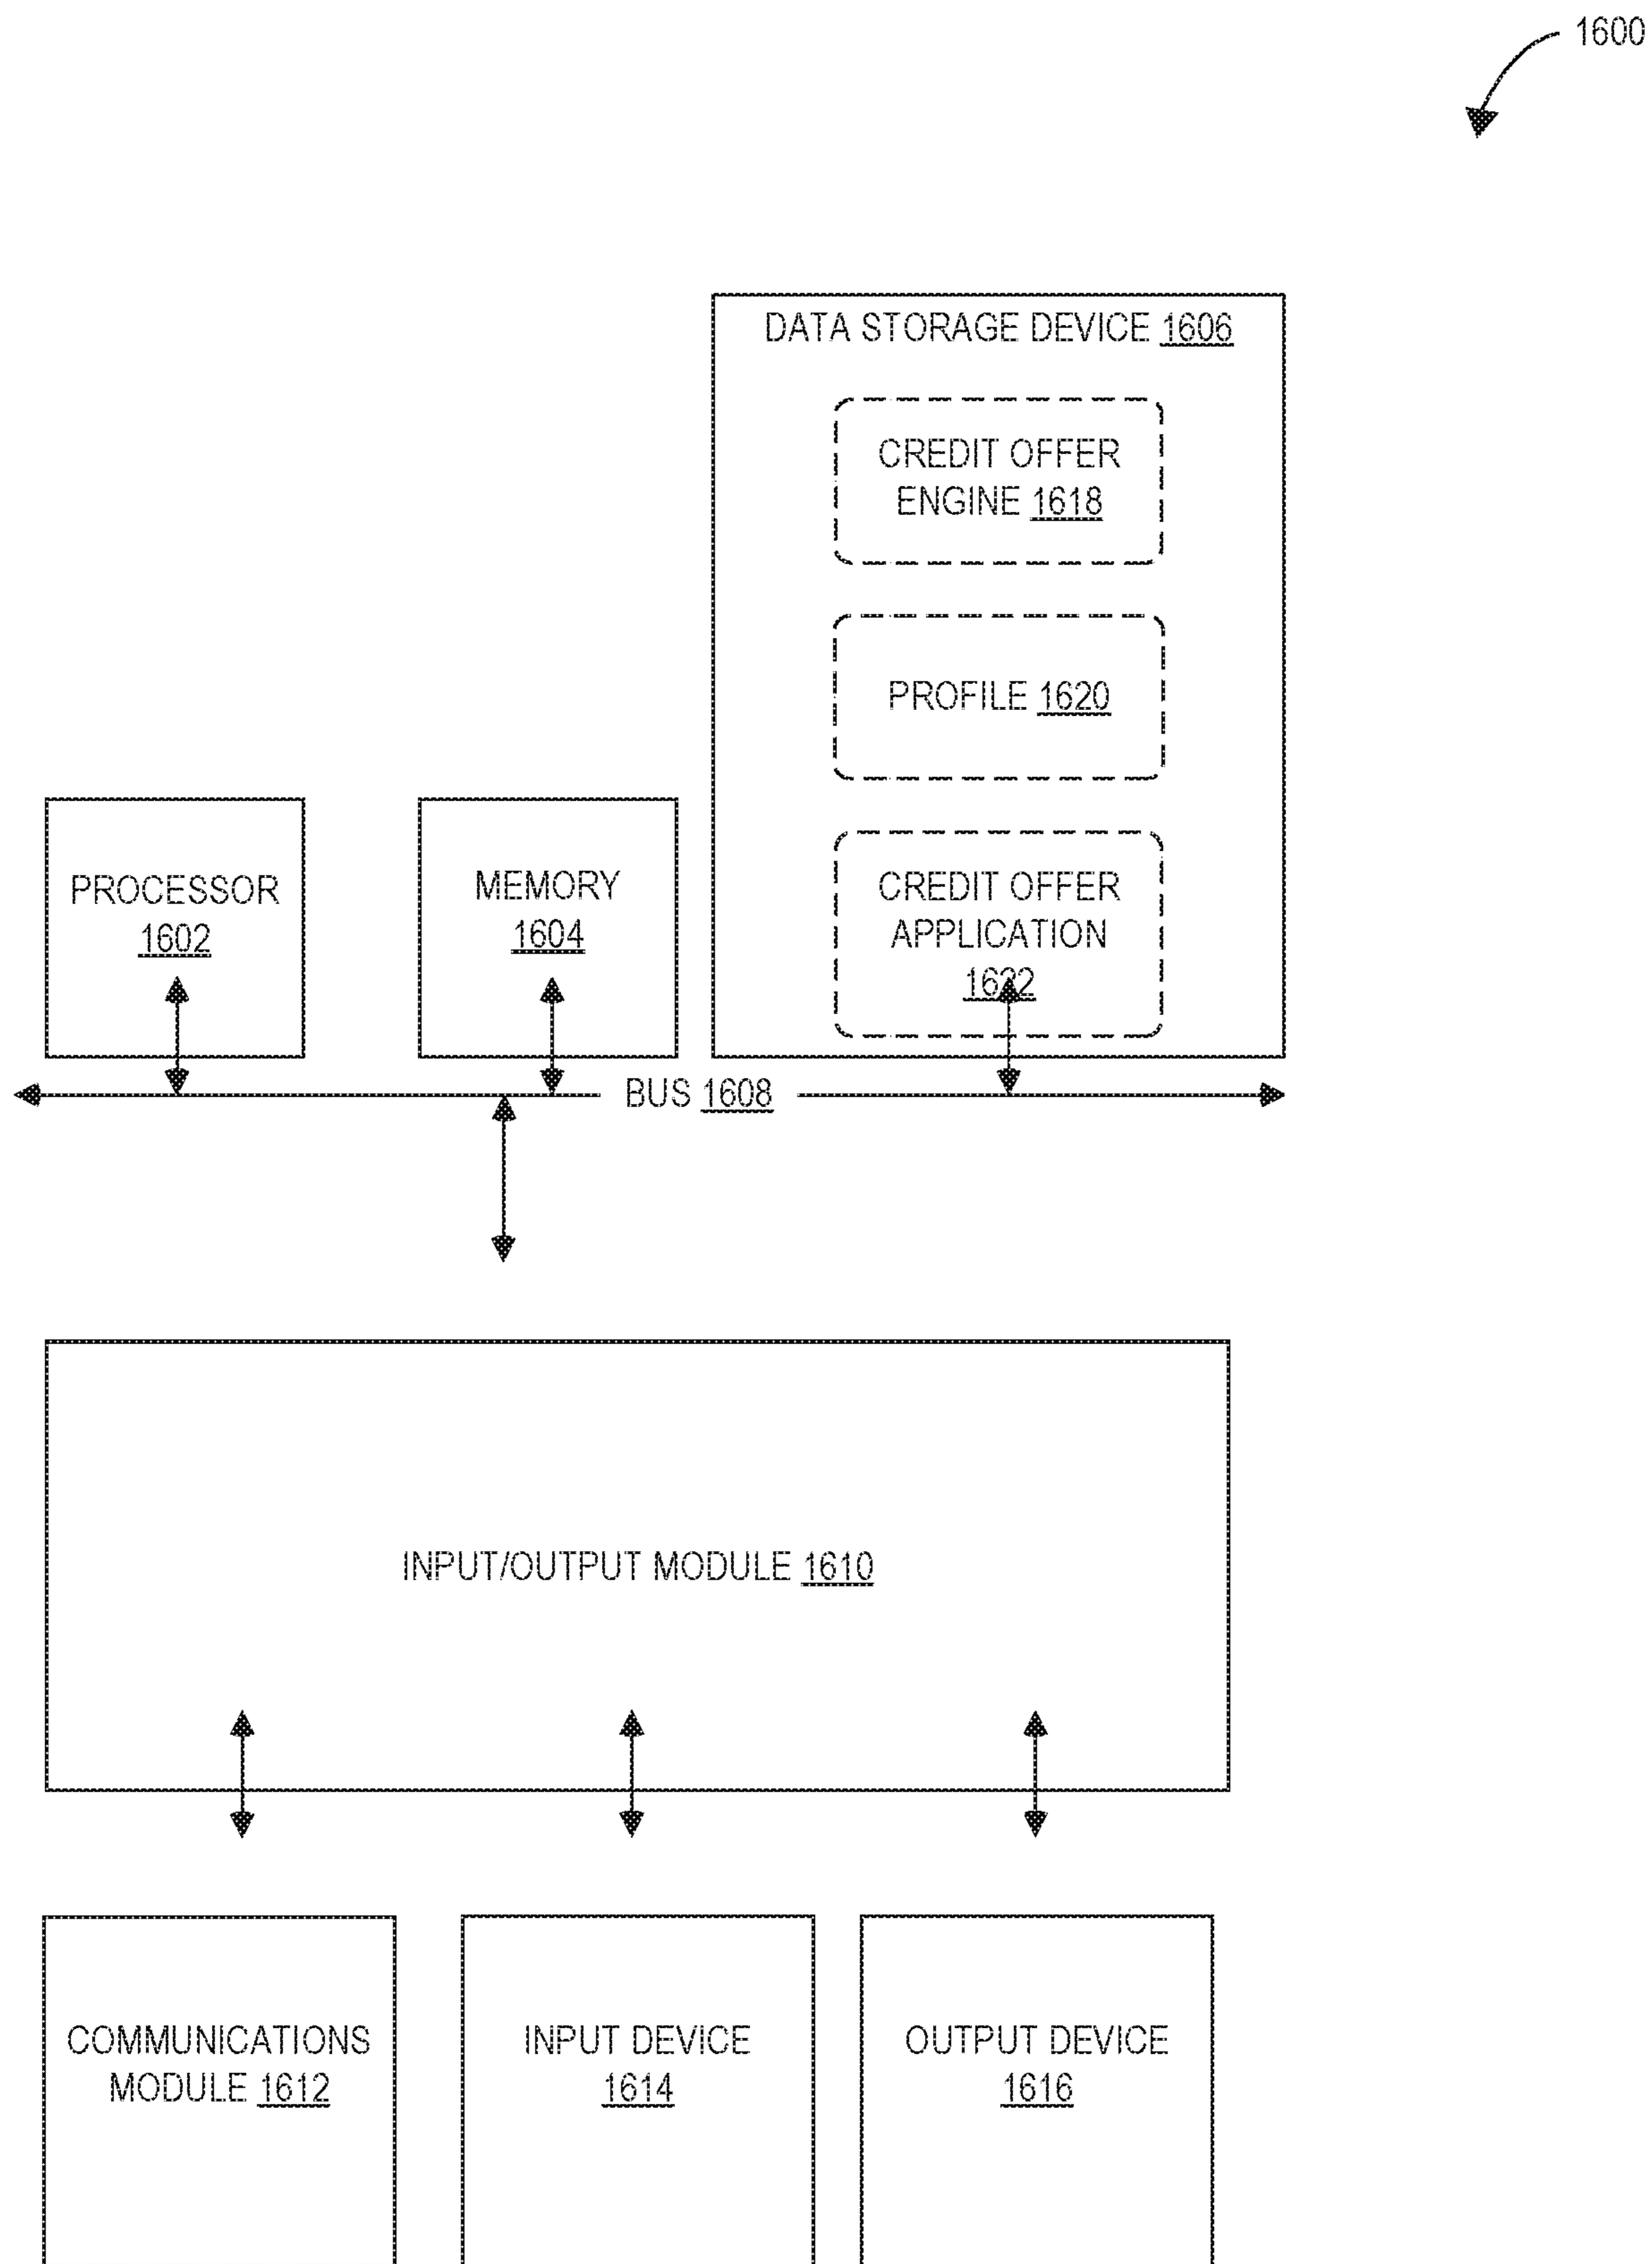 1600
DATA STORAGE DEVICE 1606
CREDIT OFFER
ENGINE 1618
PROFILE 1620
PROCESSOR
1602
MEMORY
1604
CREDIT OFFER
APPLICATION
1622
BUS 1608
INPUT/OUTPUT MODULE 1610
COMMUNICATIONS
MODULE 1612
INPUT DEVICE
1614
OUTPUT DEVICE
1616